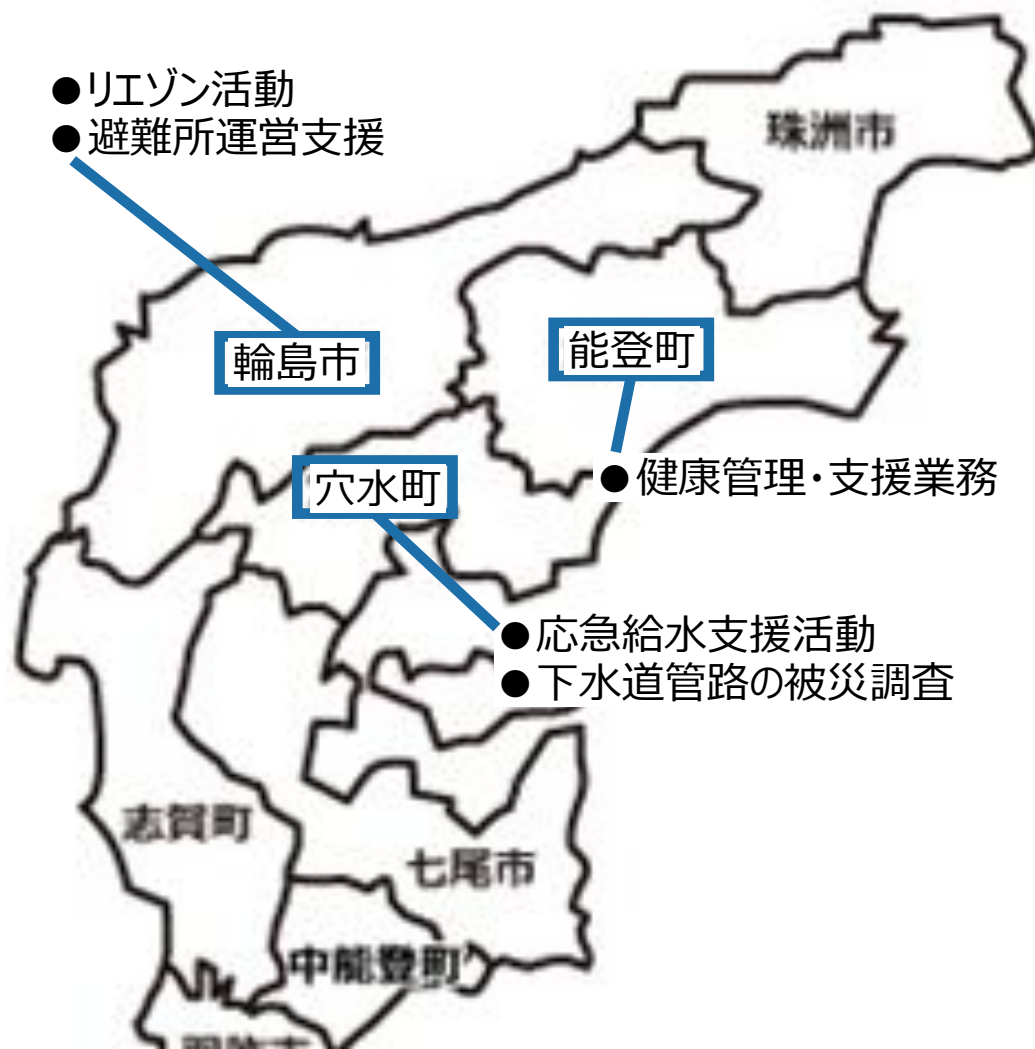 ●リエゾン活動
●避難所運営支援
珠洲市
輪島市
能登町
穴水町
●健康管理・支援業務
●応急給水支援活動
●下水道管路の被災調査
志賀町
七尾市
中能登町